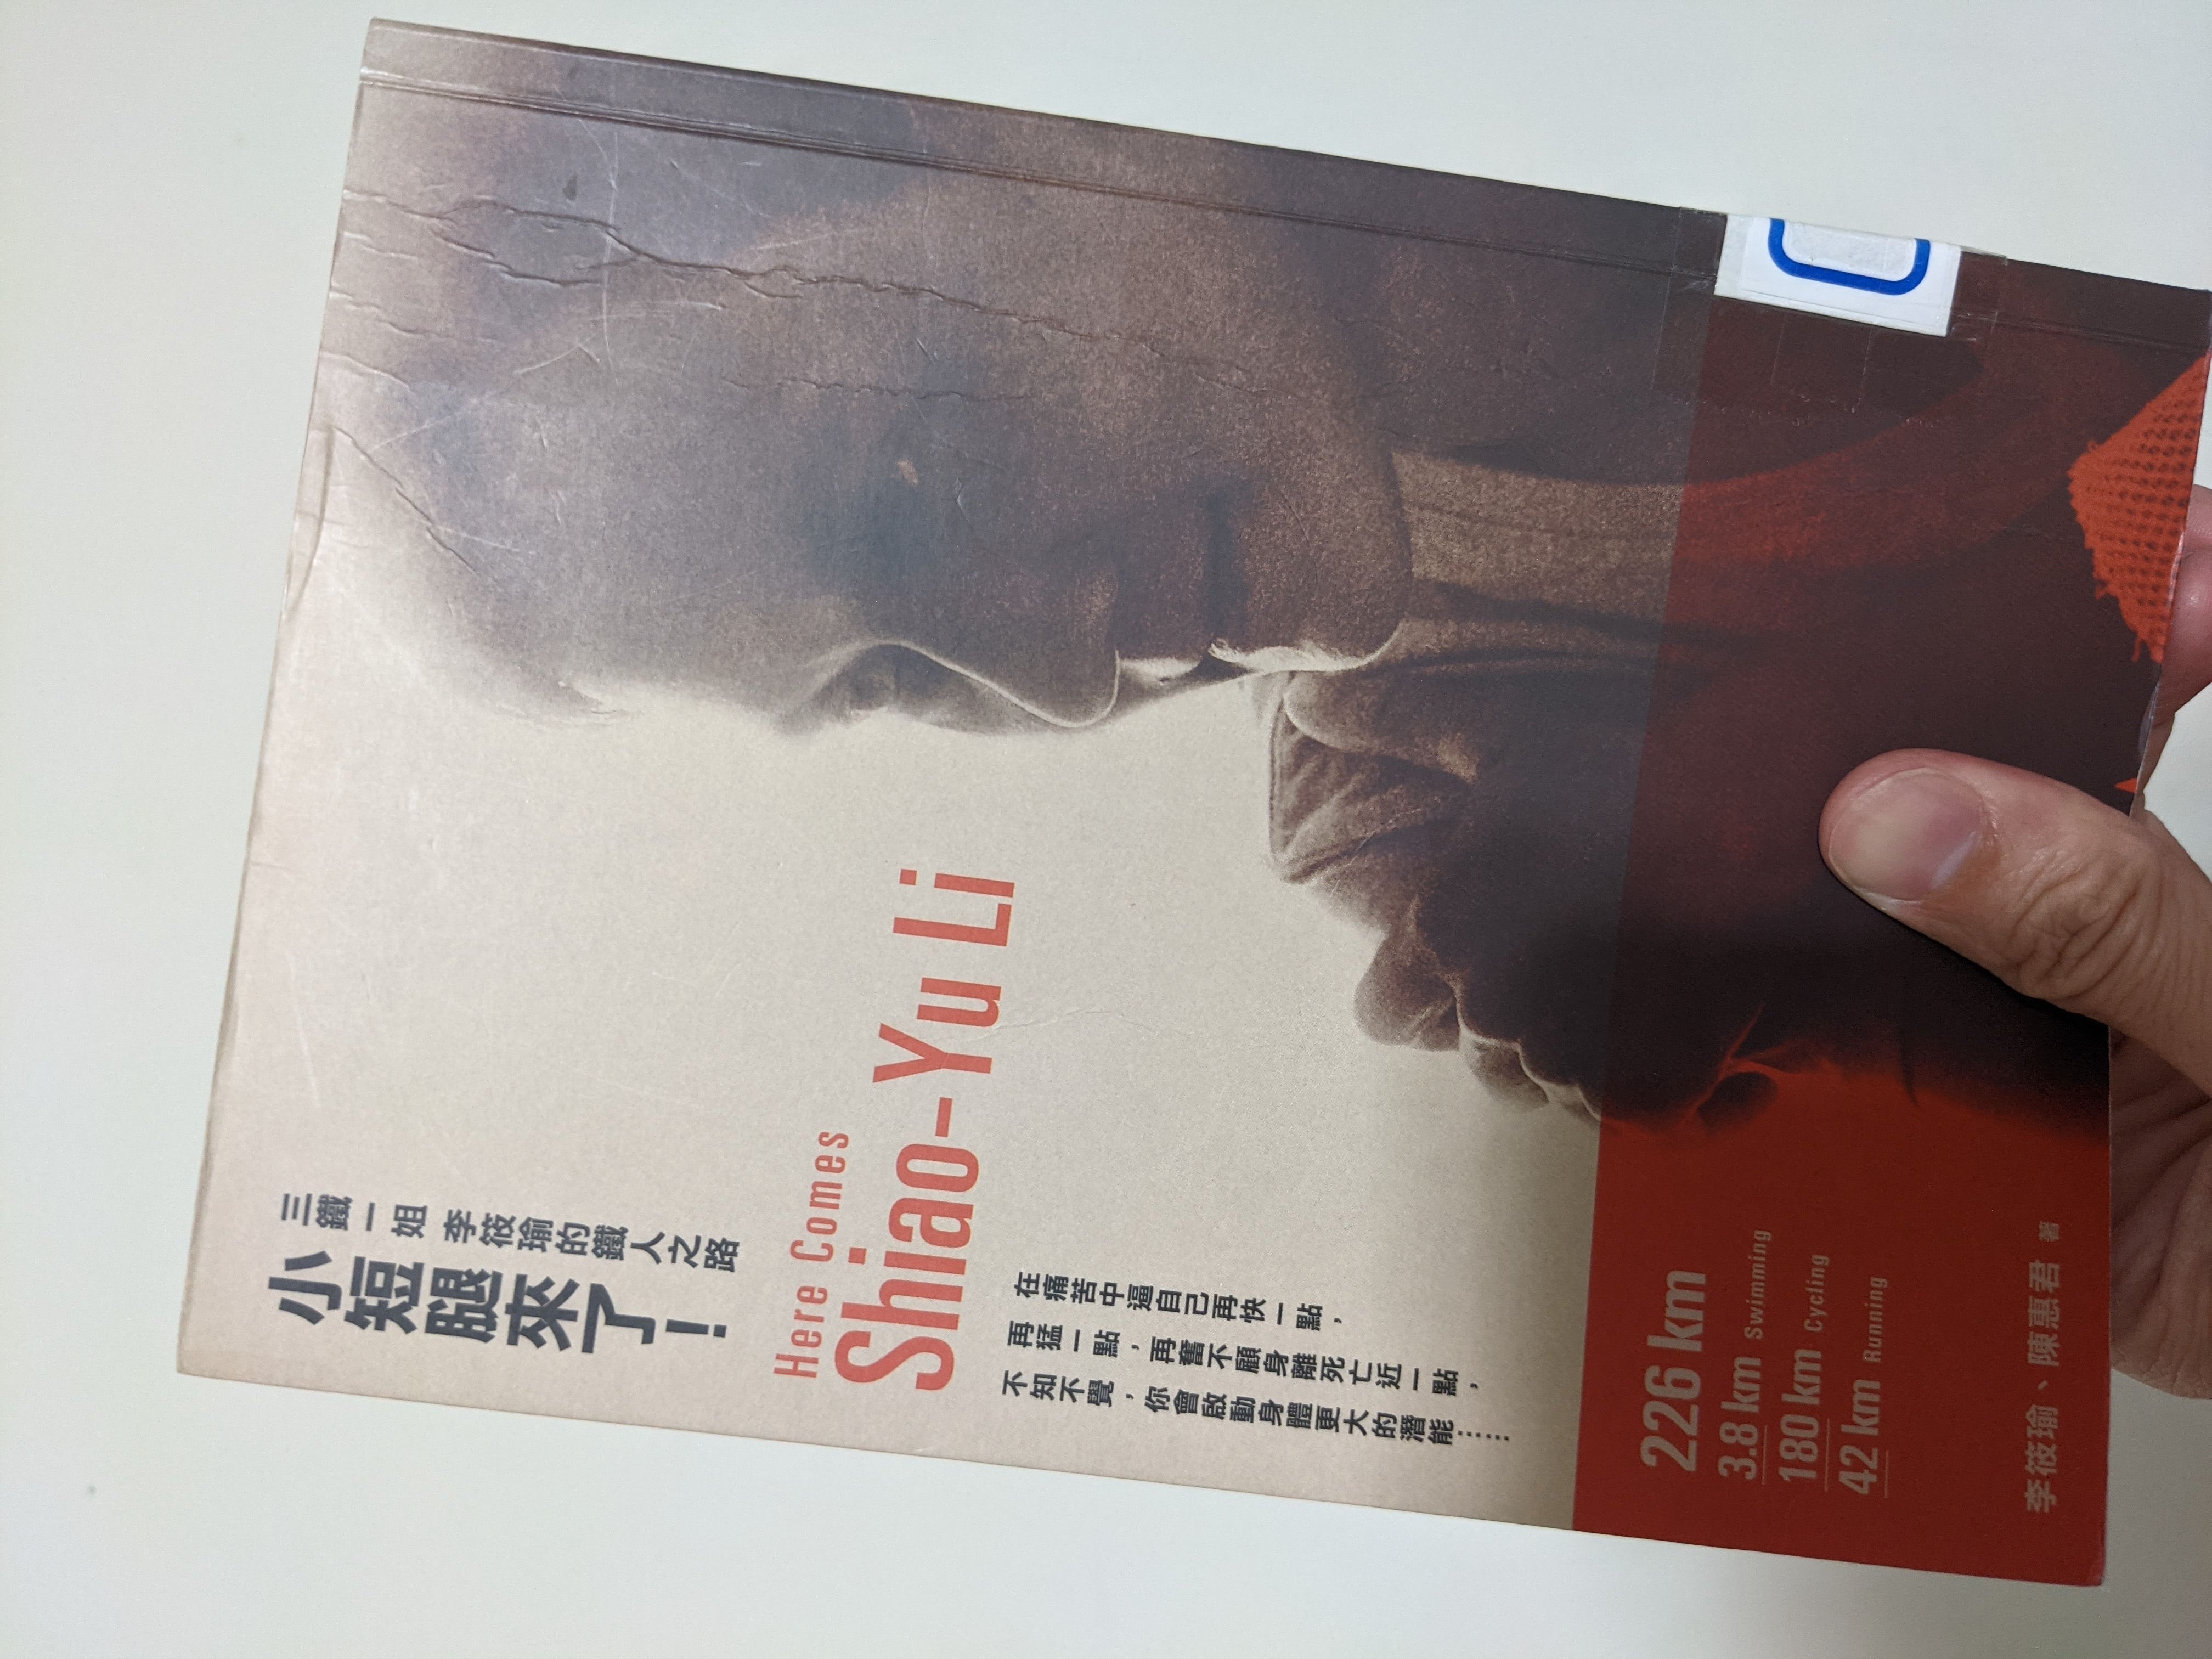 三鐵一姐 李筱瑜的鐵人之路
小短腿來了！
Here Comes
Shiao-Yu Li
在痛苦中逼自己再快一點，
再猛一點，再奮不顧身離死亡近一點，
不知不覺，你會啟動身體更大的潛能……
226 km
3.8 km Swimming
180 km Cycling
42 km Running
李筱瑜、陳惠君 著